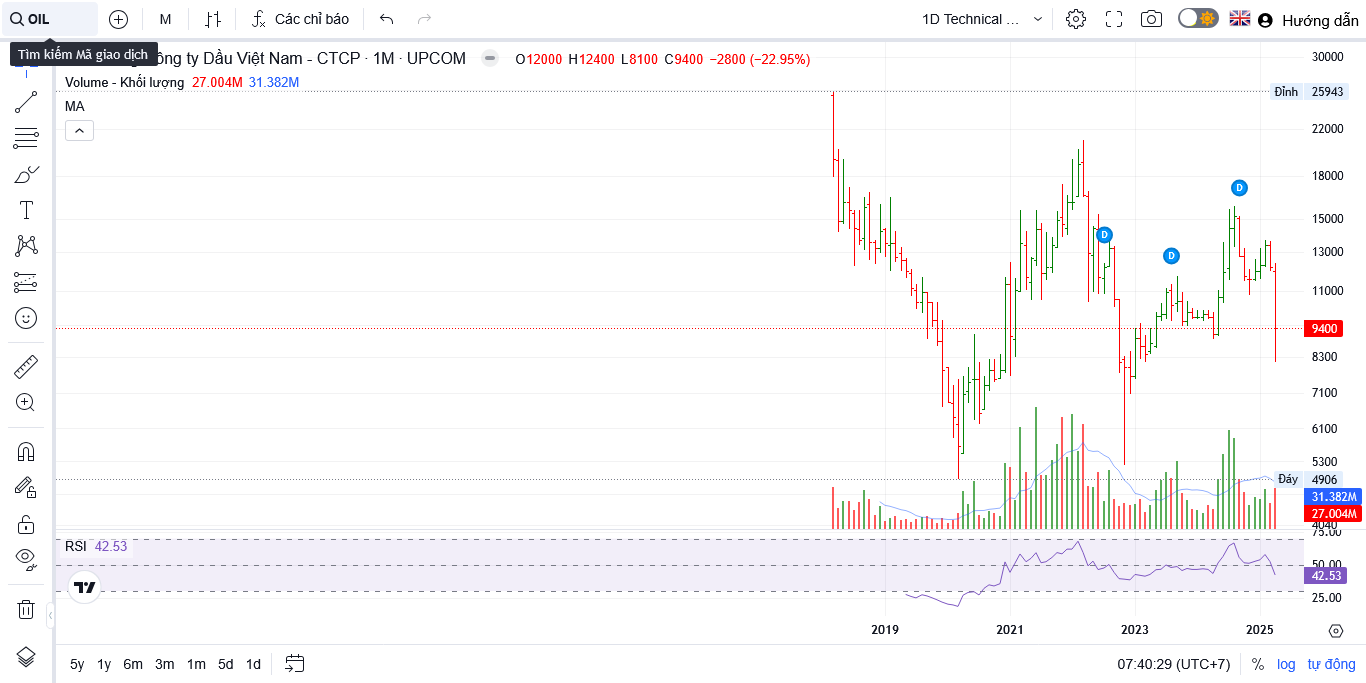 OIL
M
Các chỉ báo
1D Technical ...
Hướng dẫn
Tìm kiếm Mã giao dịch
ông ty Dầu Việt Nam - CTCP · 1M · UPCOM
O12000 H12400 L8100 C9400 −2800 (−22.95%)
Volume - Khối lượng 27.004M 31.382M
MA
30000
Đỉnh 25943
22000
18000
15000
13000
11000
9400
8300
7100
6100
5300
Đáy 4906
31.382M
27.004M
4040
D
D
D
RSI 42.53
75.00
50.00
42.53
25.00
2019
2021
2023
2025
5y 1y 6m 3m 1m 5d 1d
07:40:29 (UTC+7)
% log tự động